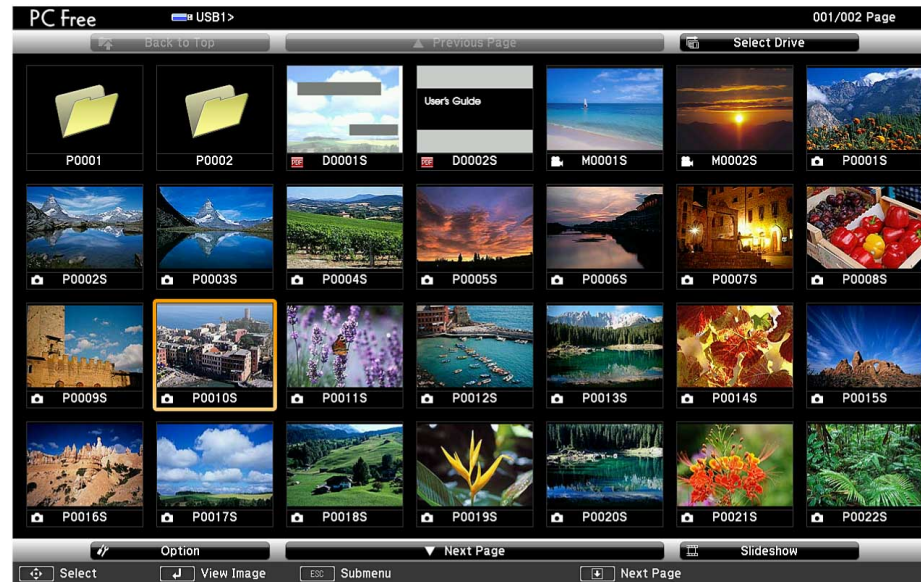 PC Free USB1> 001/002 Page
Back to Top Previous Page Select Drive
User's Guide
P0001 P0002 PDF D0001S PDF D0002S M0001S M0002S P0001S
P0002S P0003S P0004S P0005S P0006S P0007S P0008S
P0009S P0010S P0011S P0012S P0013S P0014S P0015S
P0016S P0017S P0018S P0019S P0020S P0021S P0022S
Option Next Page Slideshow
Select View Image ESC Submenu Next Page